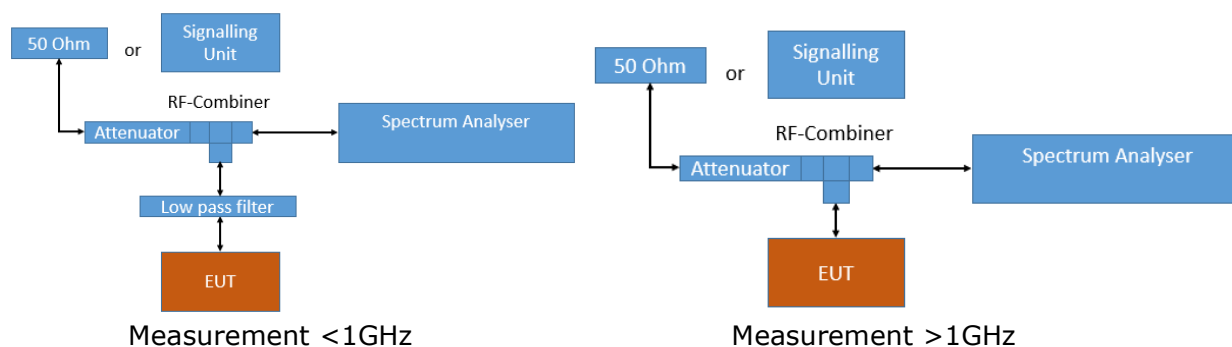 50 Ohm
or
Signalling
Unit
RF-Combiner
Attenuator
Spectrum Analyser
Low pass filter
EUT
Measurement <1GHz
50 Ohm
or
Signalling
Unit
RF-Combiner
Attenuator
Spectrum Analyser
EUT
Measurement >1GHz